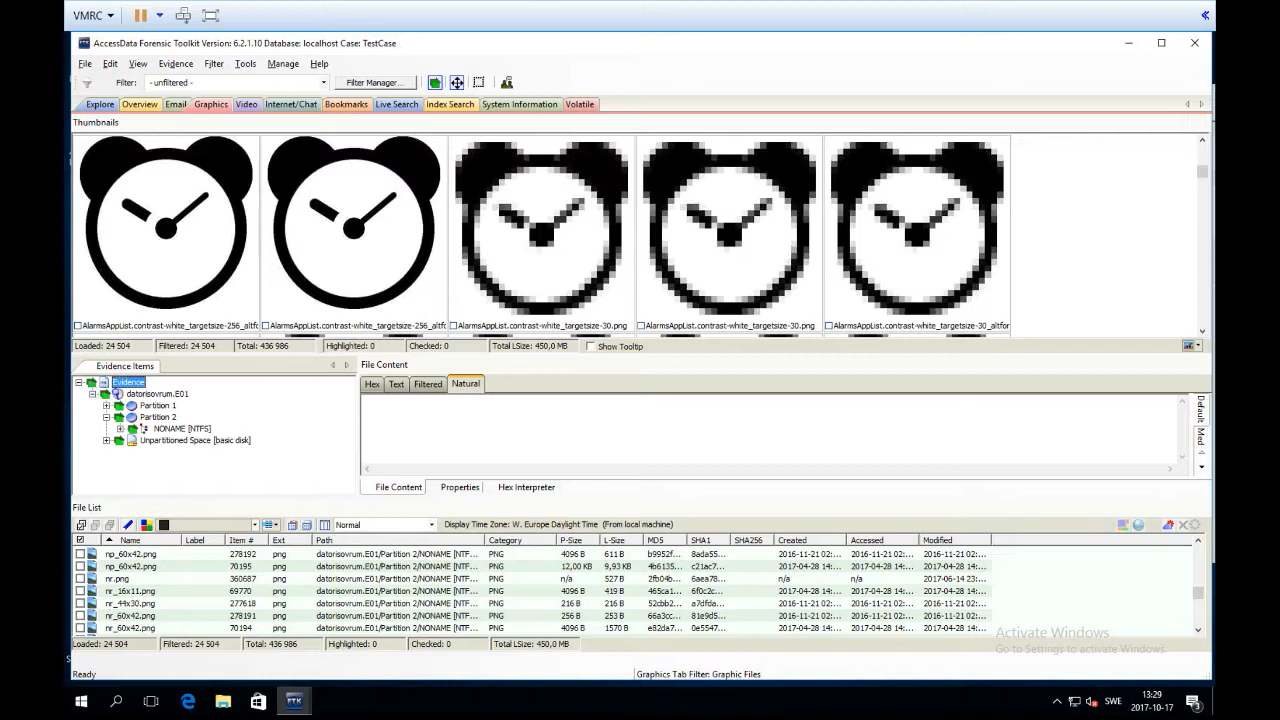 VMRC
AccessData Forensic Toolkit Version: 6.2.1.10 Database: localhost Case: TestCase
File Edit View Evidence Filter Tools Manage Help
Filter: - unfiltered - Filter Manager...
Explore Overview Email Graphics Video Internet/Chat Bookmarks Live Search Index Search System Information Volatile
Thumbnails
AlarmsAppList.contrast-white_targetsize-256_altfo AlarmsAppList.contrast-white_targetsize-256_altfo AlarmsAppList.contrast-white_targetsize-30.png AlarmsAppList.contrast-white_targetsize-30.png AlarmsAppList.contrast-white_targetsize-30_altfor
Loaded: 24 504 Filtered: 24 504 Total: 436 986 Highlighted: 0 Checked: 0 Total LSize: 450,0 MB Show Tooltip
Evidence Items
Evidence
datorisovrum.E01
Partition 1
Partition 2
NONAME [NTFS]
Unpartitioned Space [basic disk]
File Content
Hex Text Filtered Natural
Default
Med
File Content Properties Hex Interpreter
File List
Normal Display Time Zone: W. Europe Daylight Time (From local machine)
Name Label Item # Ext Path Category P-Size L-Size MD5 SHA1 SHA256 Created Accessed Modified
np_60x42.png 278192 png datorisovrum.E01/Partition 2/NONAME [NTF... PNG 4096 B 611 B b9952f... 8ada55... 2016-11-21 02:... 2016-11-21 02:... 2016-11-21 02:...
np_60x42.png 70195 png datorisovrum.E01/Partition 2/NONAME [NTF... PNG 12,00 KB 9,93 KB 4b6135... c21ac7... 2017-04-28 14:... 2017-04-28 14:... 2017-04-28 14:...
nr.png 360687 png datorisovrum.E01/Partition 2/NONAME [NTF... PNG n/a 527 B 2fb04b... 6aea78... n/a n/a 2017-06-14 23:...
nr_16x11.png 69770 png datorisovrum.E01/Partition 2/NONAME [NTF... PNG 4096 B 419 B 465ca1... 6f0c2c... 2017-04-28 14:... 2017-04-28 14:... 2017-04-28 14:...
nr_44x30.png 277618 png datorisovrum.E01/Partition 2/NONAME [NTF... PNG 216 B 216 B 52cbb2... a7dfda... 2016-11-21 02:... 2016-11-21 02:... 2016-11-21 02:...
nr_60x42.png 278191 png datorisovrum.E01/Partition 2/NONAME [NTF... PNG 256 B 253 B 66a3cc... 81e9d5... 2016-11-21 02:... 2016-11-21 02:... 2016-11-21 02:...
nr_60x42.png 70194 png datorisovrum.E01/Partition 2/NONAME [NTF... PNG 4096 B 1570 B e82da7... 0e5547... 2017-04-28 14:... 2017-04-28 14:... 2017-04-28 14:...
Loaded: 24 504 Filtered: 24 504 Total: 436 986 Highlighted: 0 Checked: 0 Total LSize: 450,0 MB
Activate Windows
Go to Settings to activate Windows.
Ready Graphics Tab Filter: Graphic Files
FTK
SWE
13:29
2017-10-17
3